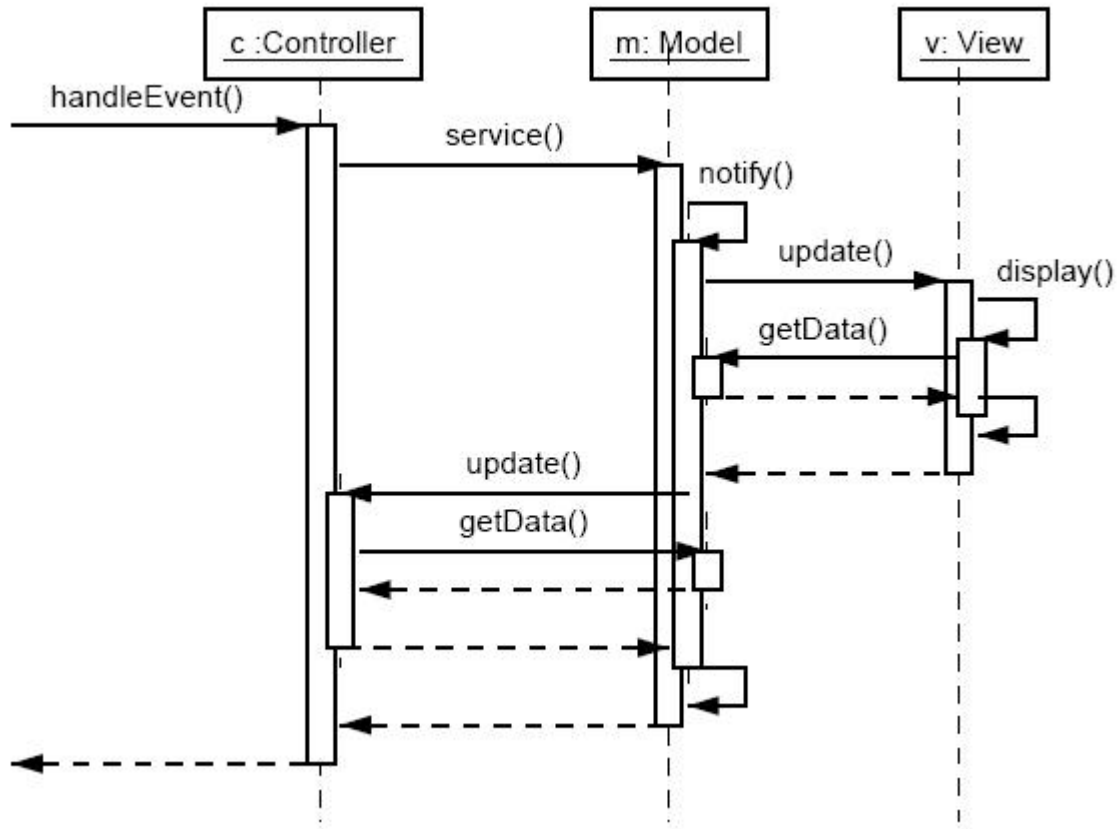 c :Controller
m: Model
v: View
handleEvent()
service()
notify()
update()
display()
getData()
update()
getData()